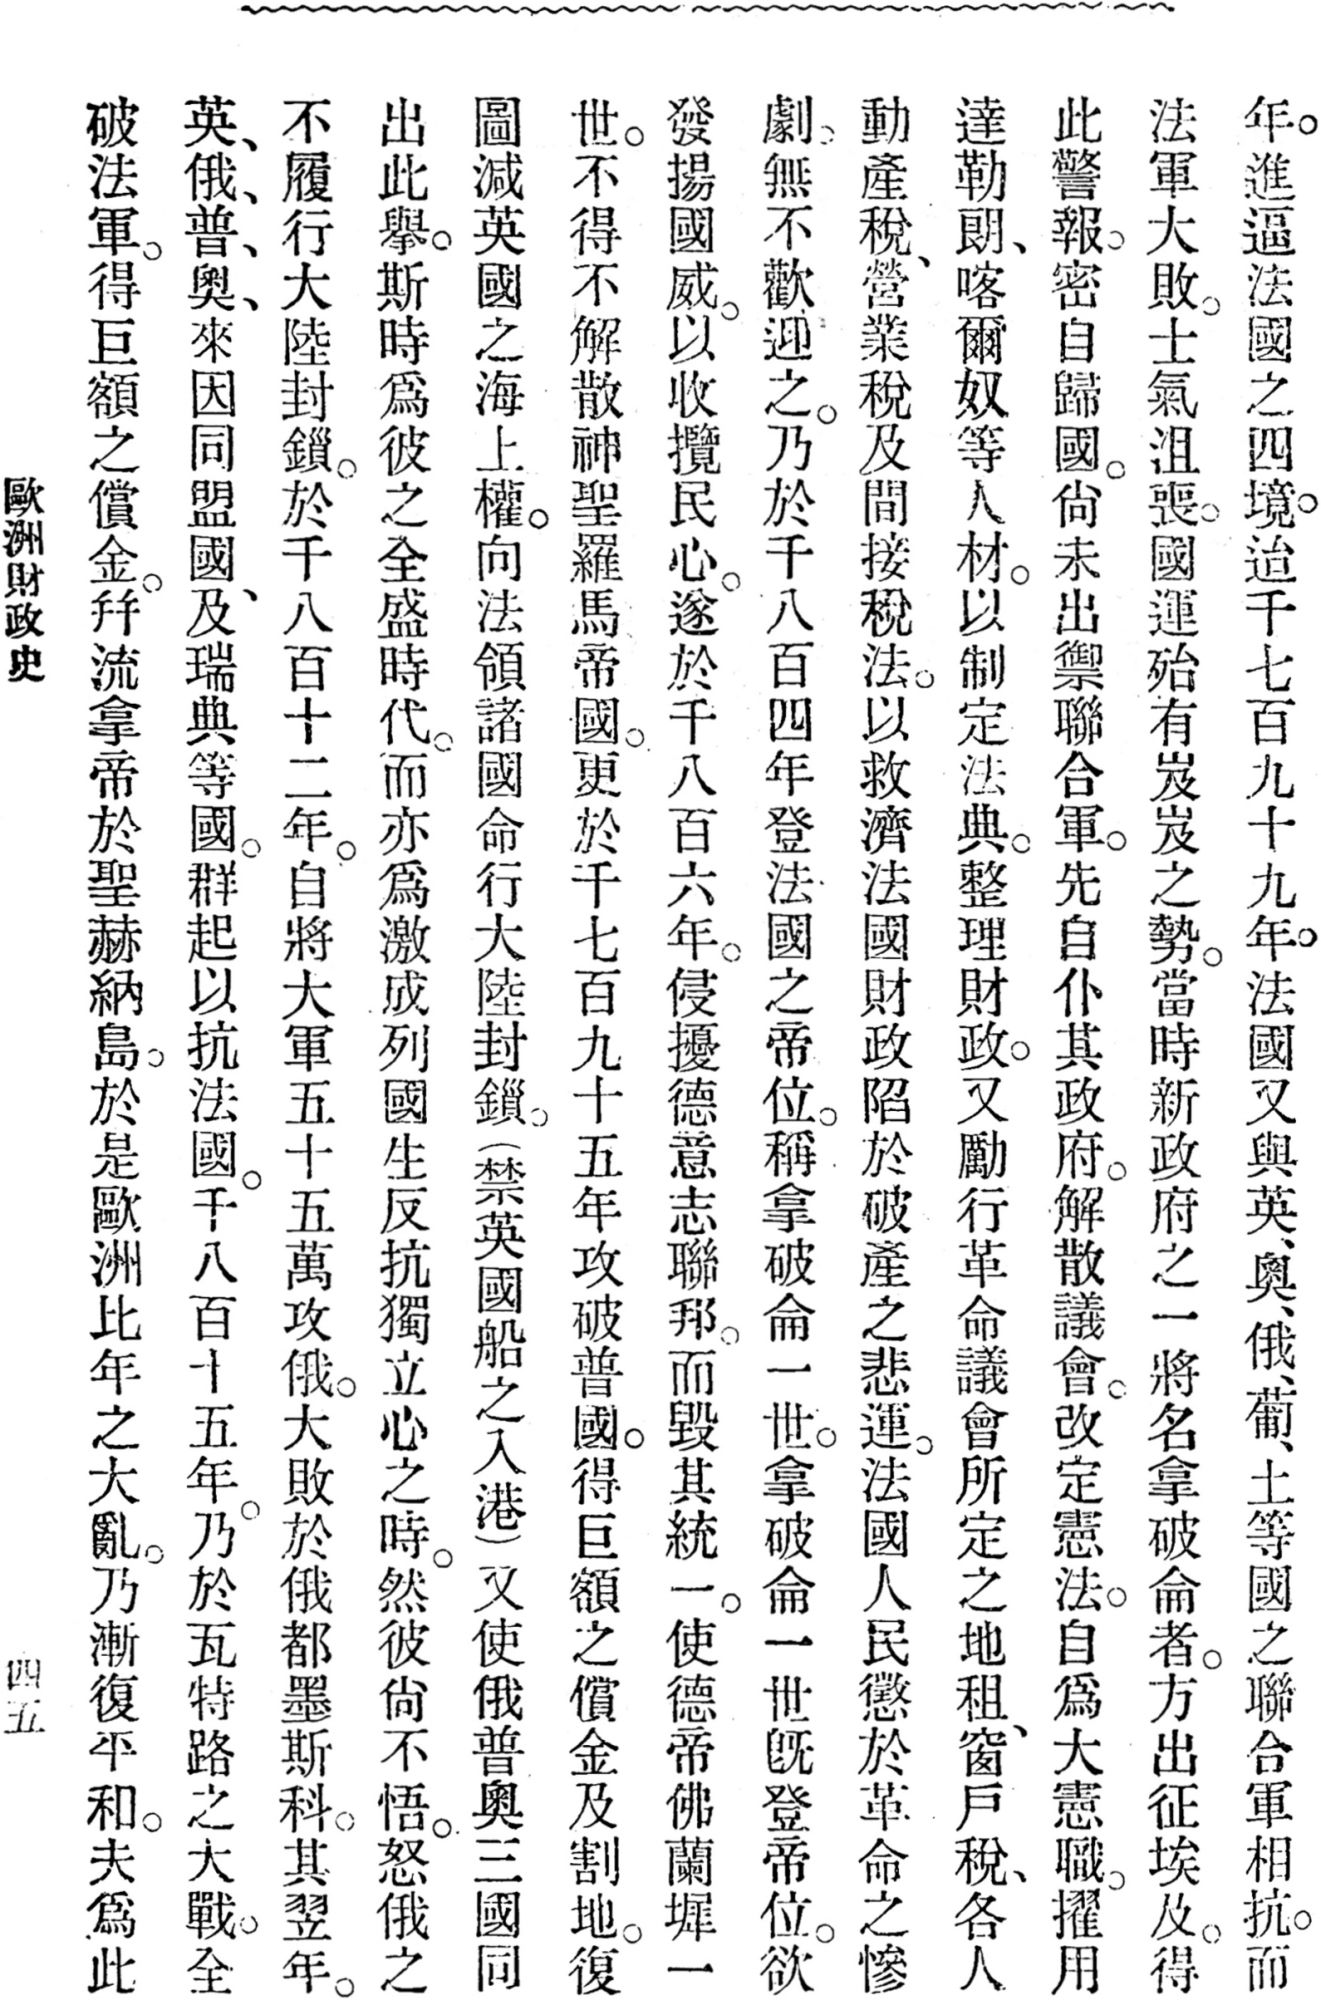 年。進逼法國之四境。迨千七百九十九年。法國又與英、奧、俄、葡、土等國之聯合軍相抗。而
法軍大敗。士氣沮喪。國運殆有岌岌之勢。當時新政府之一將名拿破侖者。方出征埃及。得
此警報。密自歸國。尙未出禦聯合軍。先自仆其政府。解散議會。改定憲法。自爲大憲職。擢用
達勒朗、喀爾奴等人材。以制定法典。整理財政。又勵行革命議會所定之地租、窗戶稅、各人
動產稅、營業稅及間接稅法。以救濟法國財政陷於破產之悲運。法國人民懲於革命之慘
劇。無不歡迎之。乃於千八百四年登法國之帝位。稱拿破侖一世。拿破侖一世旣登帝位。欲
發揚國威。以收攬民心。遂於千八百六年。侵擾德意志聯邦。而毀其統一。使德帝佛蘭墀一
世。不得不解散神聖羅馬帝國。更於千七百九十五年攻破普國。得巨額之償金及割地。復
圖減英國之海上權。向法領諸國命行大陸封鎖。(禁英國船之入港)又使俄普奧三國同
出此擧。斯時爲彼之全盛時代。而亦爲激成列國生反抗獨立心之時。然彼尙不悟。怒俄之
不履行大陸封鎖。於千八百十二年。自將大軍五十五萬攻俄。大敗於俄都墨斯科。其翌年。
英、俄、普、奧、來因同盟國、及瑞典等國。群起以抗法國。千八百十五年。乃於瓦特路之大戰。全
破法軍。得巨額之償金。幷流拿帝於聖赫納島。於是歐洲比年之大亂。乃漸復平和。夫爲此
歐洲財政史
四五